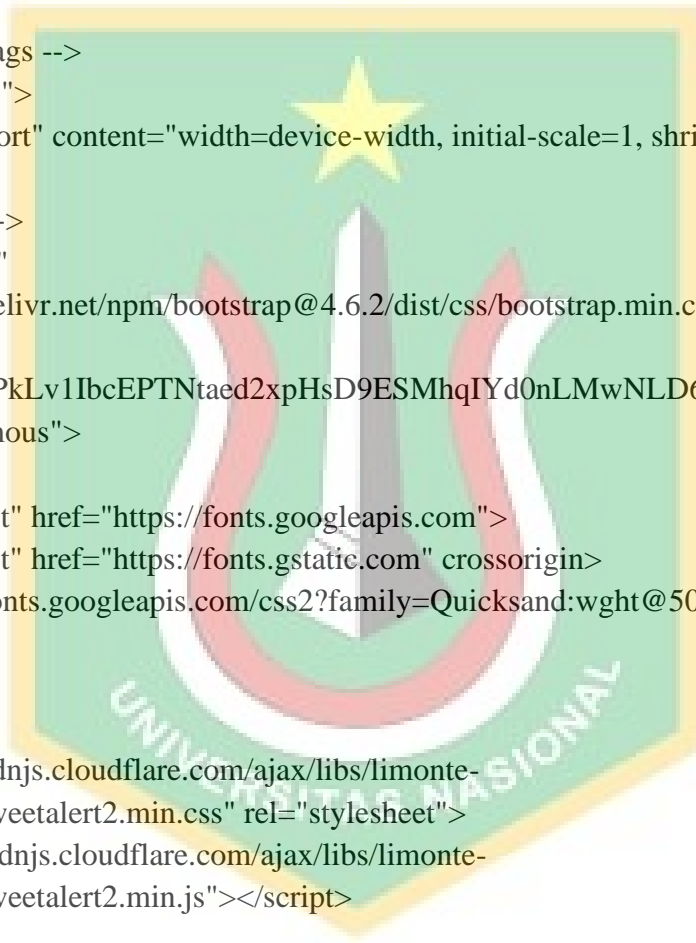 ags -->
">
ort" content="width=device-width, initial-scale=1, shri
->
"
elivr.net/npm/bootstrap@4.6.2/dist/css/bootstrap.min.c
PkLv1IbcEPTNtaed2xpHsD9ESMhqIYd0nLMwNLD6
nous">
t" href="https://fonts.googleapis.com">
t" href="https://fonts.gstatic.com" crossorigin>
onts.googleapis.com/css2?family=Quicksand:wght@50
dnjs.cloudflare.com/ajax/libs/limonte-
veetalert2.min.css" rel="stylesheet">
dnjs.cloudflare.com/ajax/libs/limonte-
veetalert2.min.js"></script>
UNIVERSITAS NASIONAL